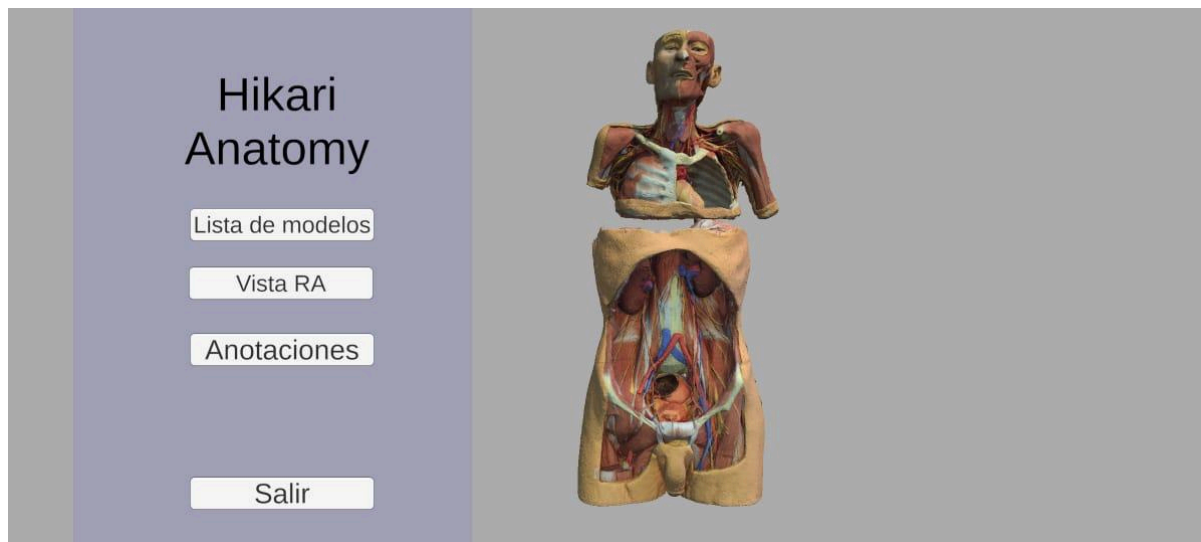 Hikari
Anatomy
Lista de modelos
Vista RA
Anotaciones
Salir